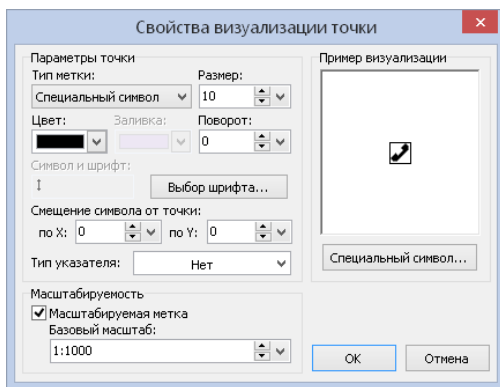 Свойства визуализации точки
Параметры точки
Тип метки: Размер:
Специальный символ 10
Цвет: Заливка: Поворот:
0
Символ и шрифт:
Выбор шрифта...
Смещение символа от точки:
по X: 0 по Y: 0
Тип указателя: Нет
Масштабируемость
Масштабируемая метка
Базовый масштаб:
1:1000
Пример визуализации
Специальный символ...
OK Отмена